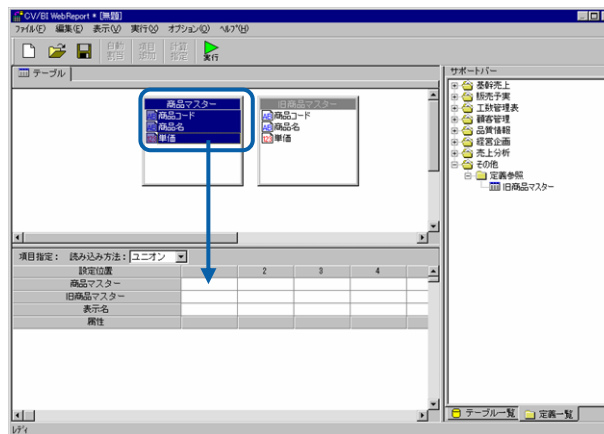 CV/BI WebReport * [無題]
ファイル(F) 編集(E) 表示(V) 実行(X) オプション(O) ヘルプ(H)
自動割当 項目追加 計算指定 実行
テーブル
商品マスター
商品コード
商品名
単価
旧商品マスター
商品コード
商品名
単価
項目指定: 読み込み方法: ユニオン
設定位置 2 3 4
商品マスター
旧商品マスター
表示名
属性
サポートバー
基幹売上
販売予実
工数管理表
顧客管理
品質情報
経営企画
売上分析
その他
定義参照
旧商品マスター
テーブル一覧 定義一覧
レディ